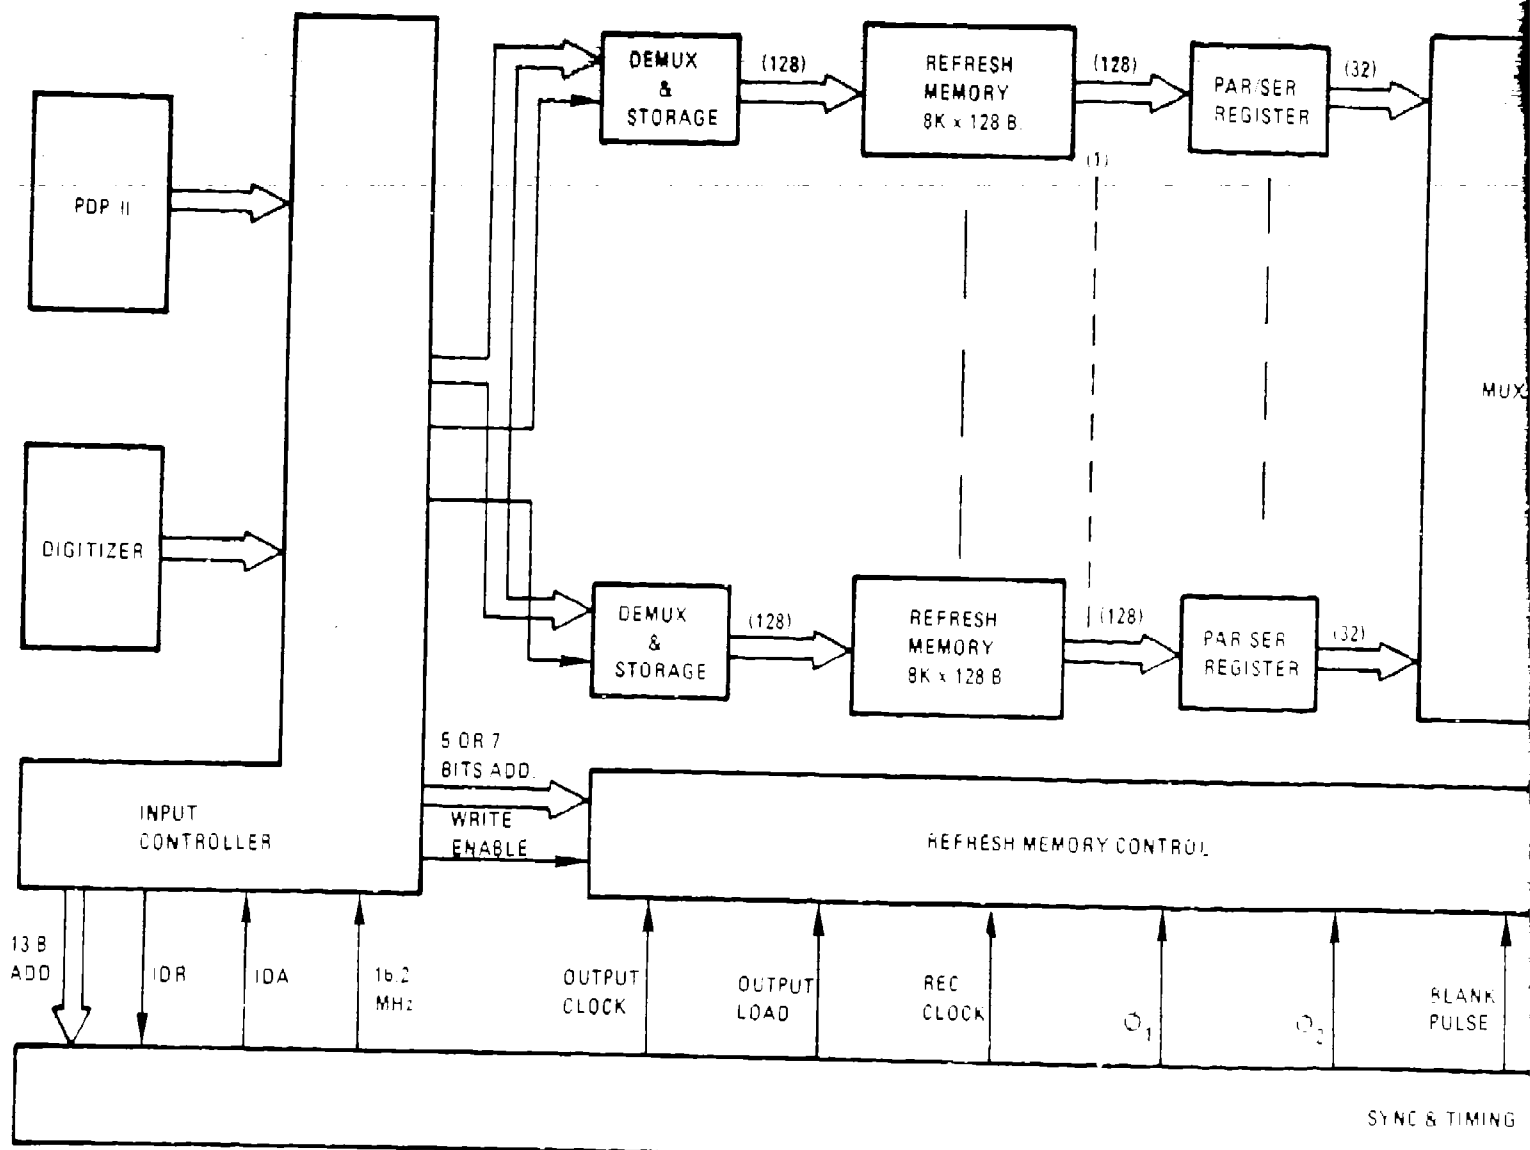 DEMUX
&
STORAGE
(128)
REFRESH
MEMORY
8K x 128 B.
(128)
PAR/SER
REGISTER
(32)
(1)
PDP II
MUX
DIGITIZER
DEMUX
&
STORAGE
(128)
REFRESH
MEMORY
8K x 128 B
(128)
PAR SER
REGISTER
(32)
5 OR 7
BITS ADD.
WRITE
ENABLE
INPUT
CONTROLLER
REFRESH MEMORY CONTROL
13 B
ADD
IDR
IDA
16.2
MHz
OUTPUT
CLOCK
OUTPUT
LOAD
REC
CLOCK
Φ1
Φ2
BLANK
PULSE
SYNC & TIMING